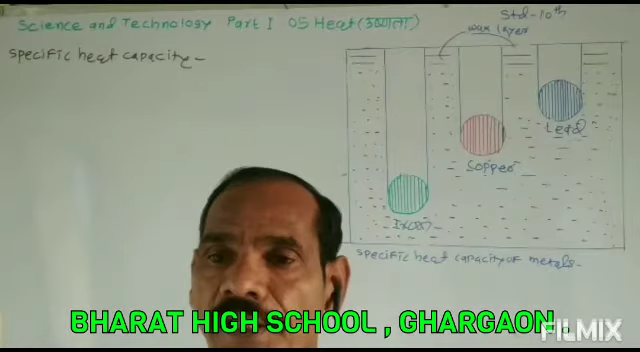 Science and Technology Part I 05 Heat (उष्णता)
Std-10th
wax layer
specific heat capacity -
Lead
Sopper
Iron
specific heat capacity of metals -
BHARAT HIGH SCHOOL , GHARGAON .
FILMIX